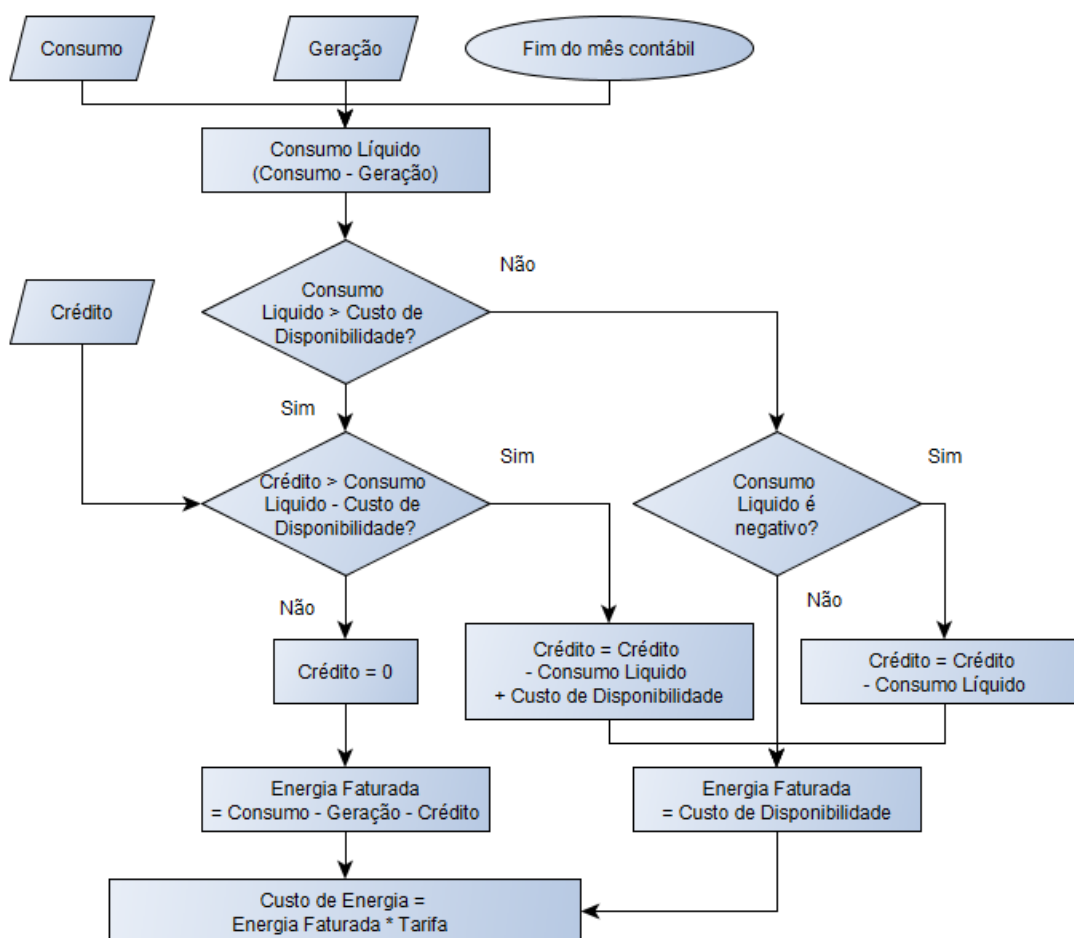 Consumo
Geração
Fim do mês contábil
Consumo Líquido
(Consumo - Geração)
Não
Consumo
Liquido > Custo de
Disponibilidade?
Crédito
Sim
Crédito > Consumo
Liquido - Custo de
Disponibilidade?
Sim
Consumo
Liquido é
negativo?
Sim
Não
Não
Crédito = 0
Crédito = Crédito
- Consumo Liquido
+ Custo de Disponibilidade
Crédito = Crédito
- Consumo Líquido
Energia Faturada
= Consumo - Geração - Crédito
Energia Faturada
= Custo de Disponibilidade
Custo de Energia =
Energia Faturada * Tarifa